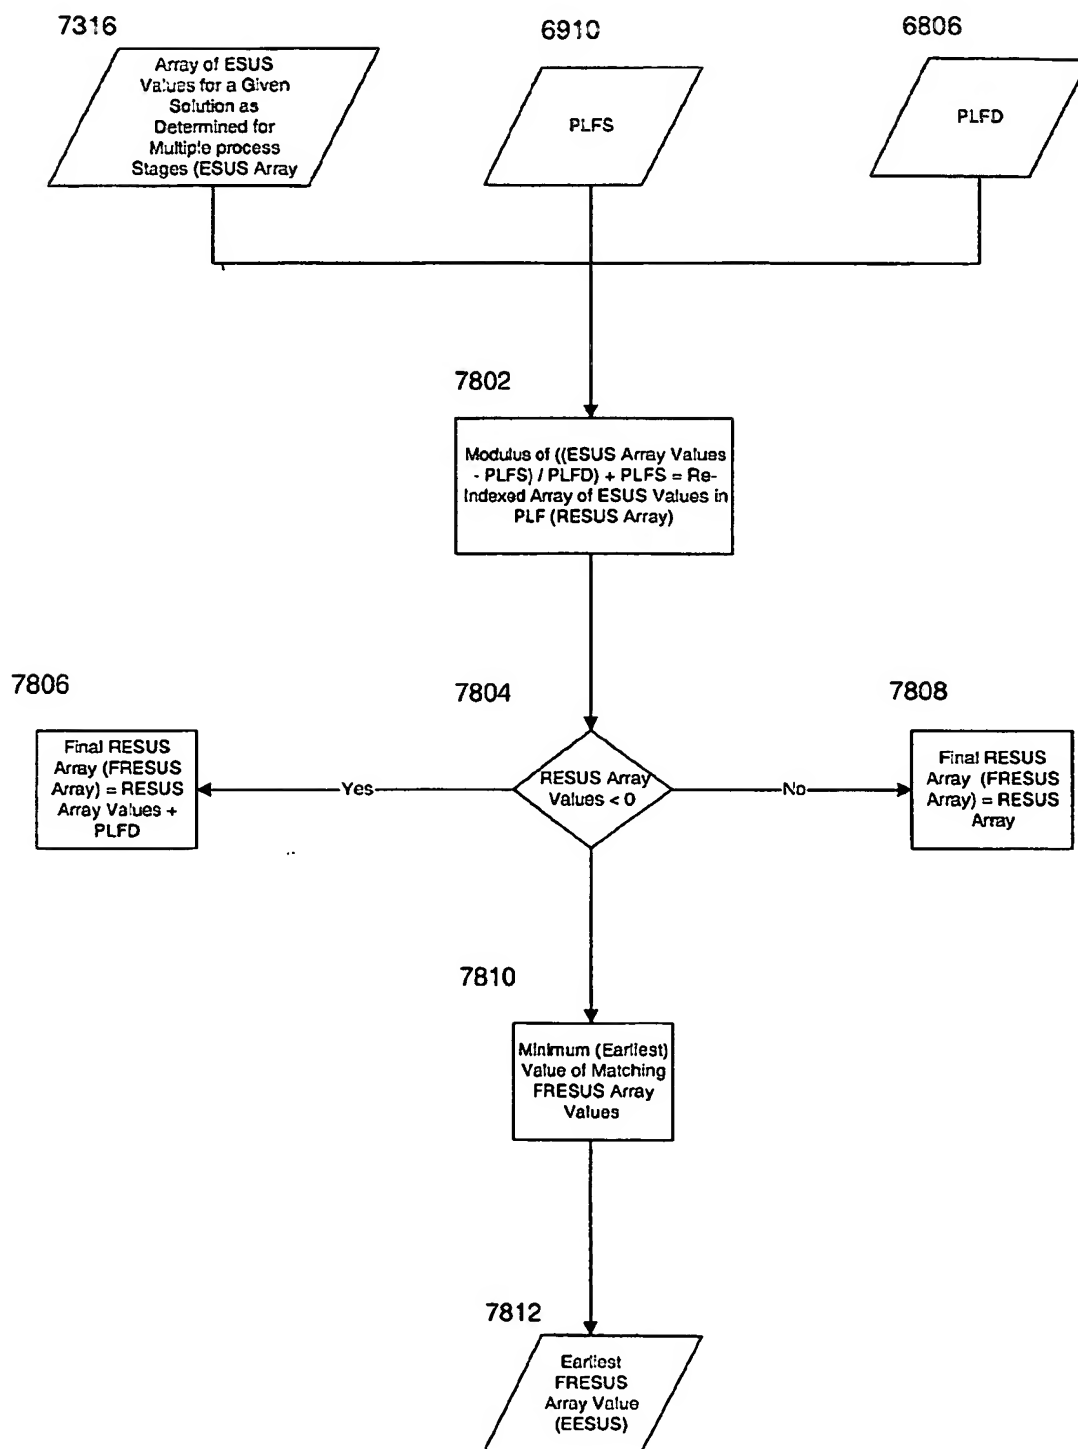 7316
6910
6806
Array of ESUS
Values for a Given
Solution as
Determined for
Multiple process
Stages (ESUS Array
PLFS
PLFD
7802
Modulus of ((ESUS Array Values
- PLFS) / PLFD) + PLFS = Re-
Indexed Array of ESUS Values in
PLF (RESUS Array)
7806
7804
7808
Final RESUS
Array (FRESUS
Array) = RESUS
Array Values +
PLFD
Yes
RESUS Array
Values < 0
No
Final RESUS
Array (FRESUS
Array) = RESUS
Array
7810
Minimum (Earliest)
Value of Matching
FRESUS Array
Values
7812
Earliest
FRESUS
Array Value
(EESUS)